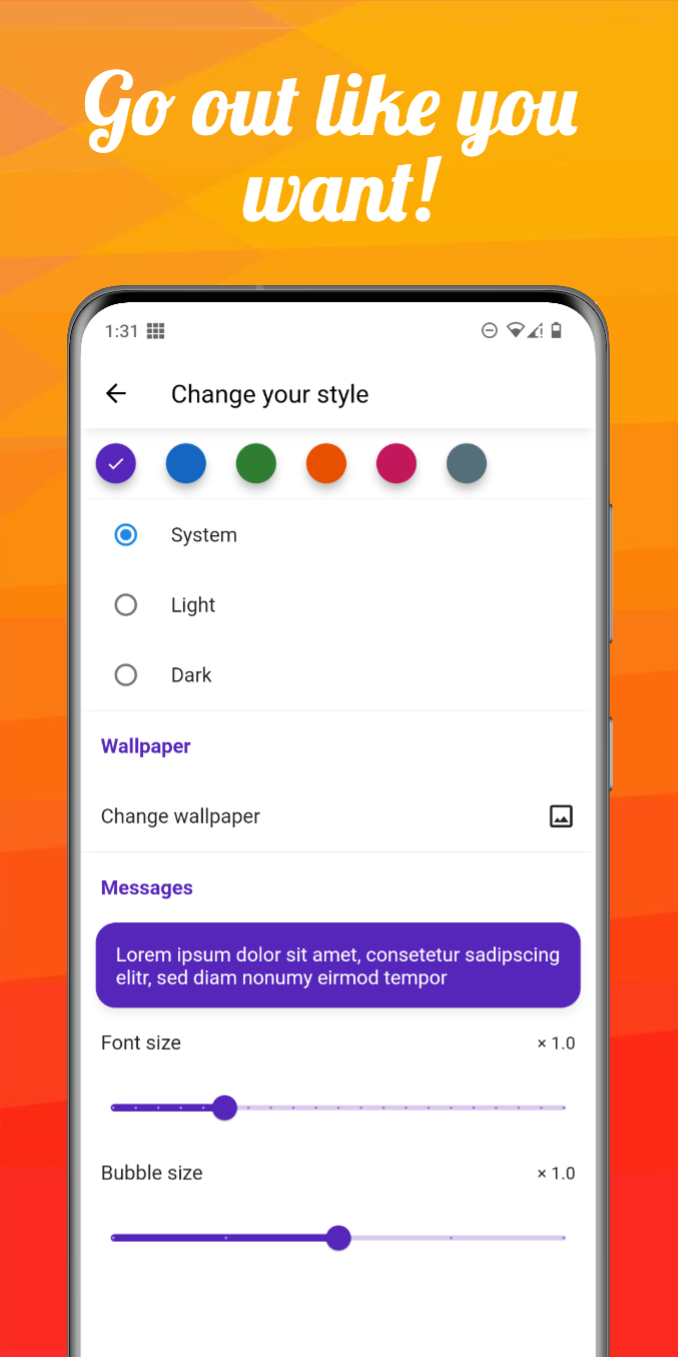 Go out like you
want!
1:31
Change your style
System
Light
Dark
Wallpaper
Change wallpaper
Messages
Lorem ipsum dolor sit amet, consetetur sadipscing
elitr, sed diam nonumy eirmod tempor
Font size × 1.0
Bubble size × 1.0